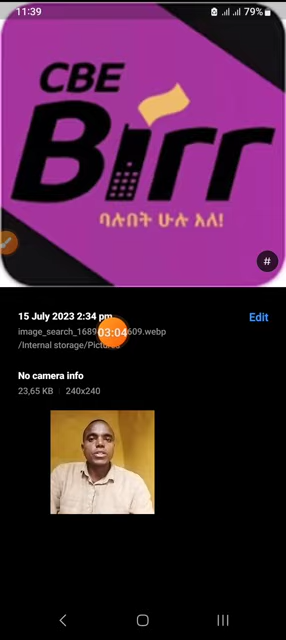 11:39
79%
CBE
Birr
ባሉበት ሁሉ አለ!
#
15 July 2023 2:34 pm
Edit
image_search_1689 03:04 609.webp
/Internal storage/Pictures
No camera info
23,65 KB 240x240